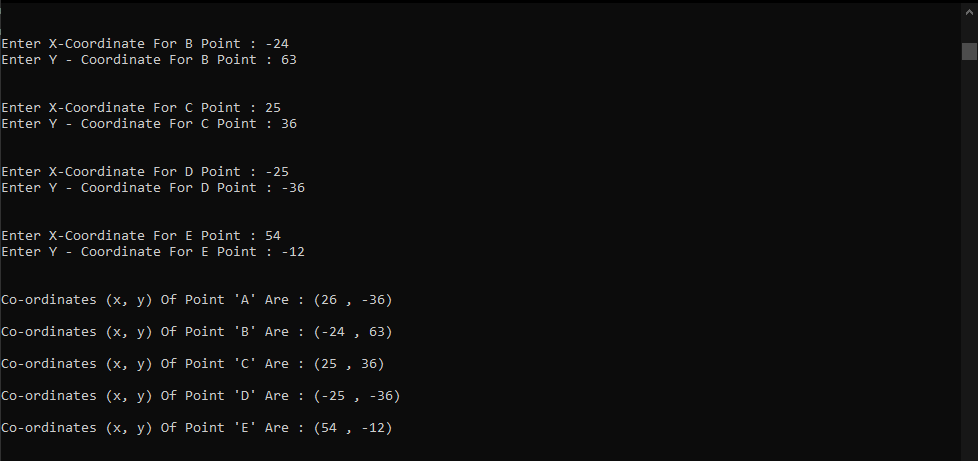 Enter X-Coordinate For B Point : -24
Enter Y - Coordinate For B Point : 63
Enter X-Coordinate For C Point : 25
Enter Y - Coordinate For C Point : 36
Enter X-Coordinate For D Point : -25
Enter Y - Coordinate For D Point : -36
Enter X-Coordinate For E Point : 54
Enter Y - Coordinate For E Point : -12
Co-ordinates (x, y) Of Point 'A' Are : (26 , -36)
Co-ordinates (x, y) Of Point 'B' Are : (-24 , 63)
Co-ordinates (x, y) Of Point 'C' Are : (25 , 36)
Co-ordinates (x, y) Of Point 'D' Are : (-25 , -36)
Co-ordinates (x, y) Of Point 'E' Are : (54 , -12)